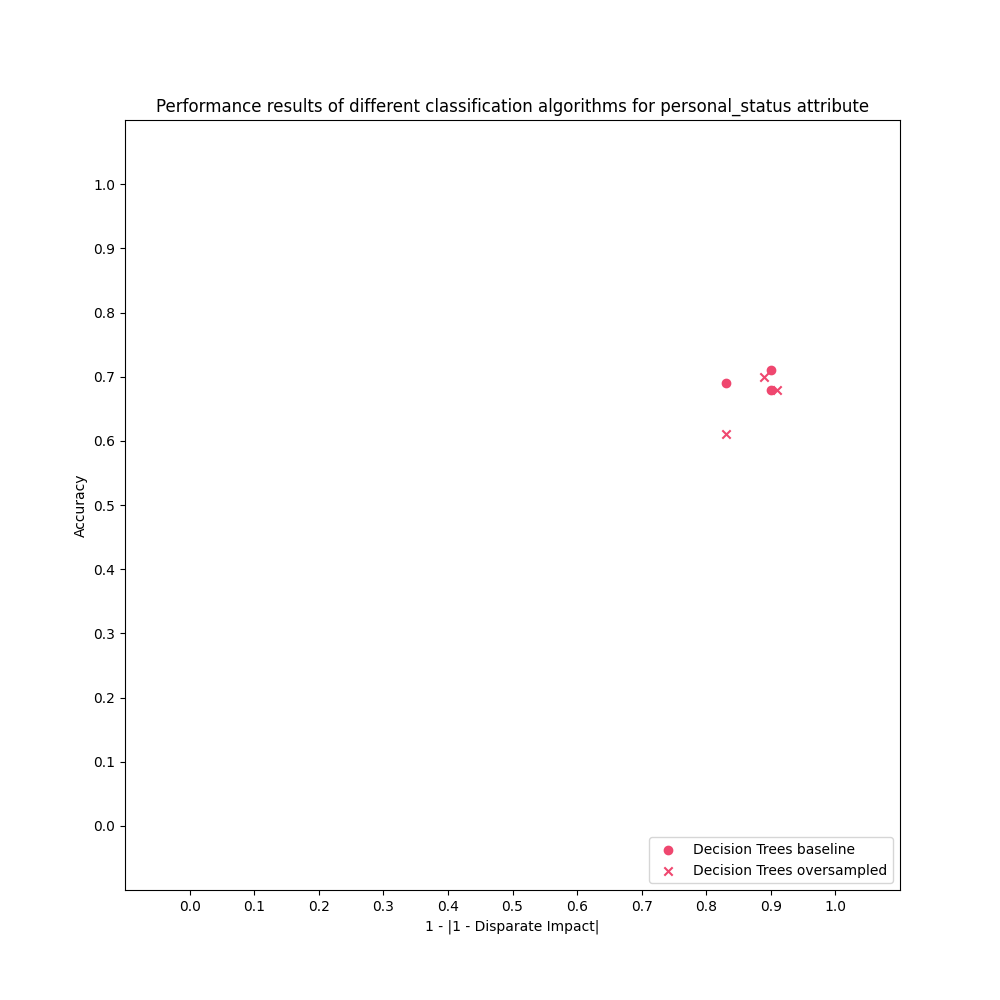 Performance results of different classification algorithms for personal_status attribute
Accuracy
1.0
0.9
0.8
0.7
0.6
0.5
0.4
0.3
0.2
0.1
0.0
Decision Trees baseline
Decision Trees oversampled
0.0 0.1 0.2 0.3 0.4 0.5 0.6 0.7 0.8 0.9 1.0
1 - |1 - Disparate Impact|